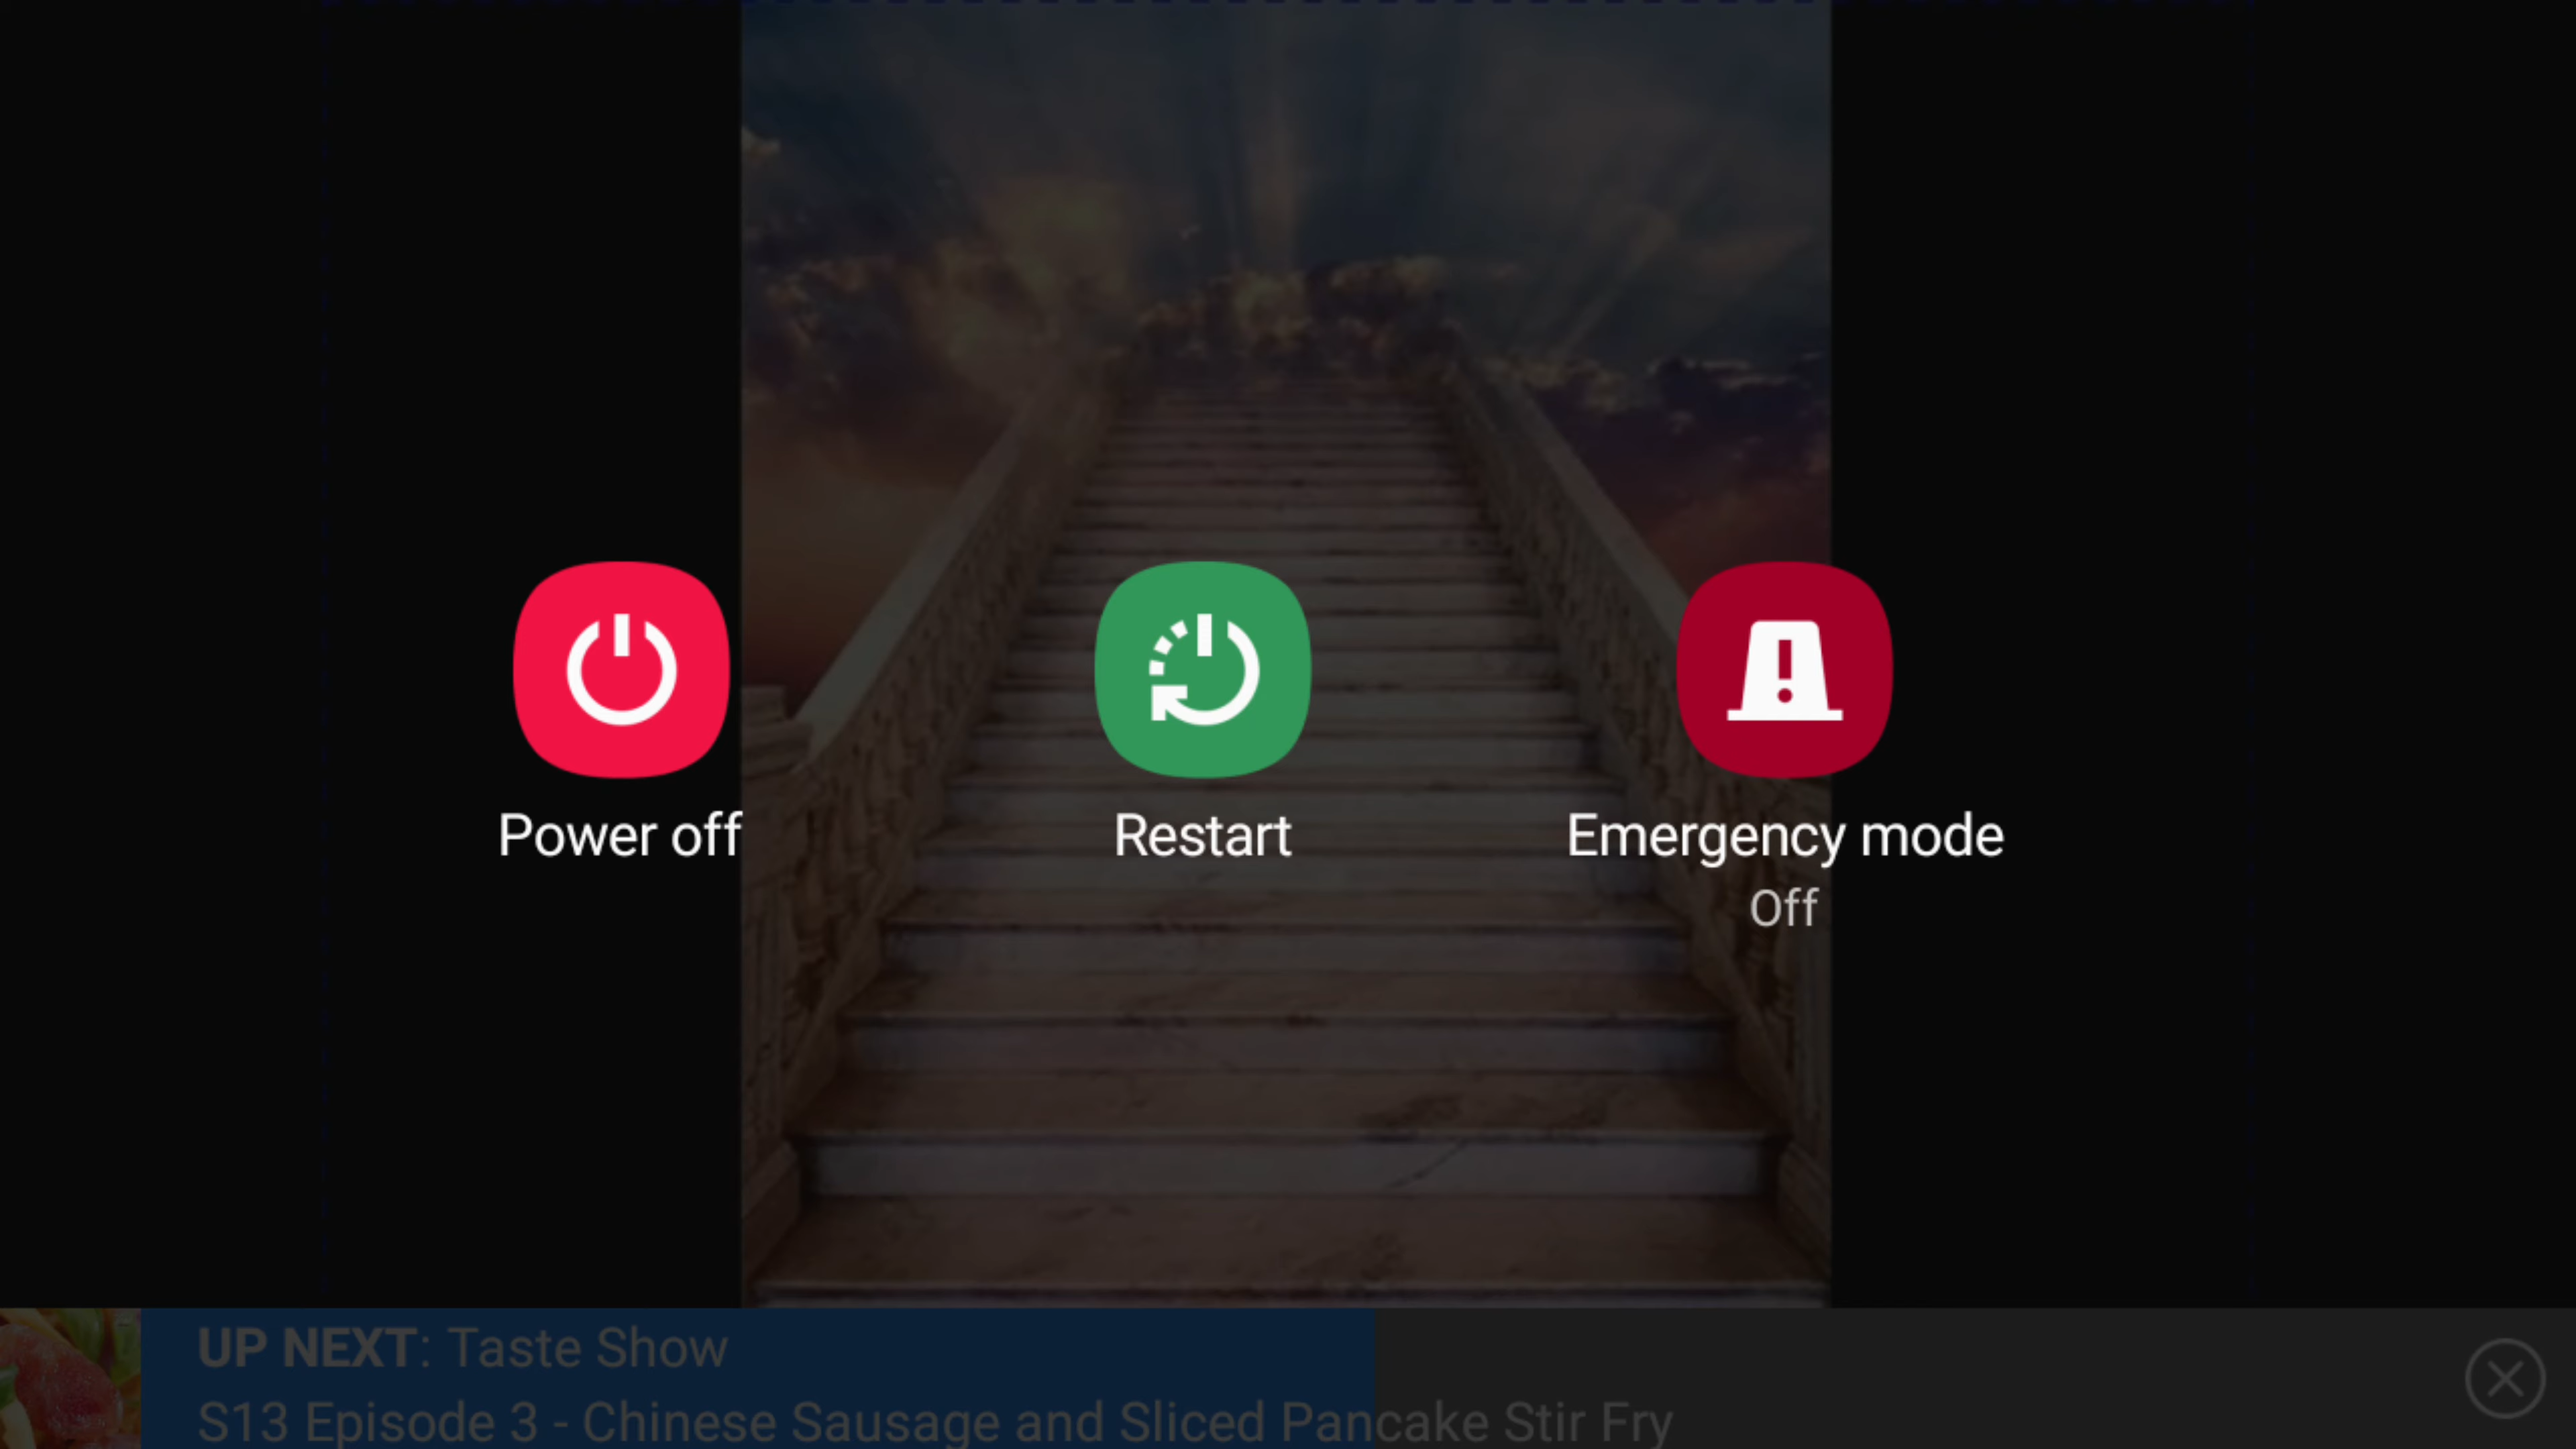 Power off
Restart
Emergency mode
Off
UP NEXT: Taste Show
S13 Episode 3 - Chinese Sausage and Sliced Pancake Stir Fry